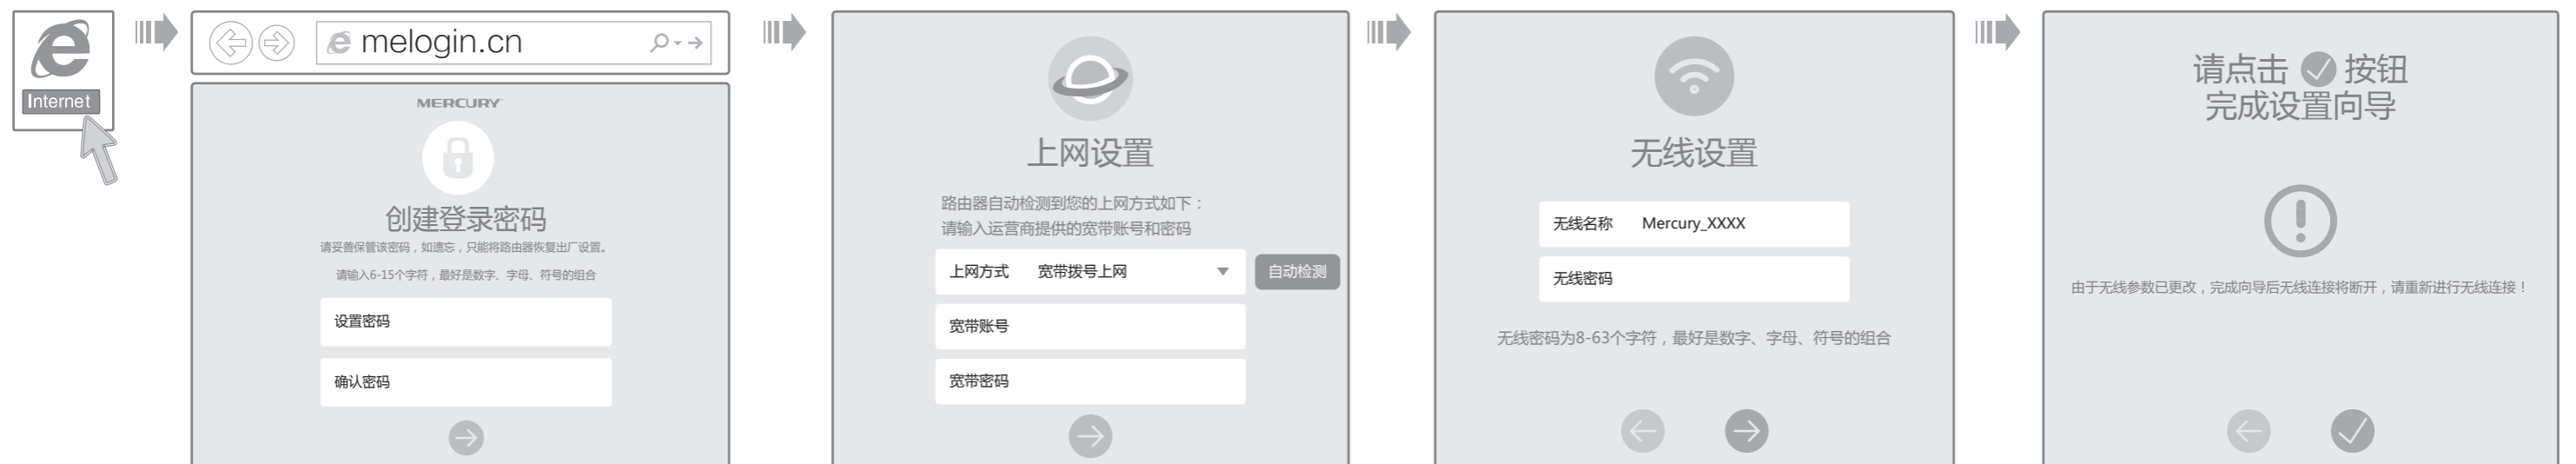 Internet
melogin.cn
MERCURY
创建登录密码
请妥善保管该密码，如遗忘，只能将路由器恢复出厂设置。
请输入6-15个字符，最好是数字、字母、符号的组合
设置密码
确认密码
上网设置
路由器自动检测到您的上网方式如下：
请输入运营商提供的宽带账号和密码
上网方式 宽带拨号上网
自动检测
宽带账号
宽带密码
无线设置
无线名称 Mercury_XXXX
无线密码
无线密码为8-63个字符，最好是数字、字母、符号的组合
请点击 按钮
完成设置向导
由于无线参数已更改，完成向导后无线连接将断开，请重新进行无线连接！